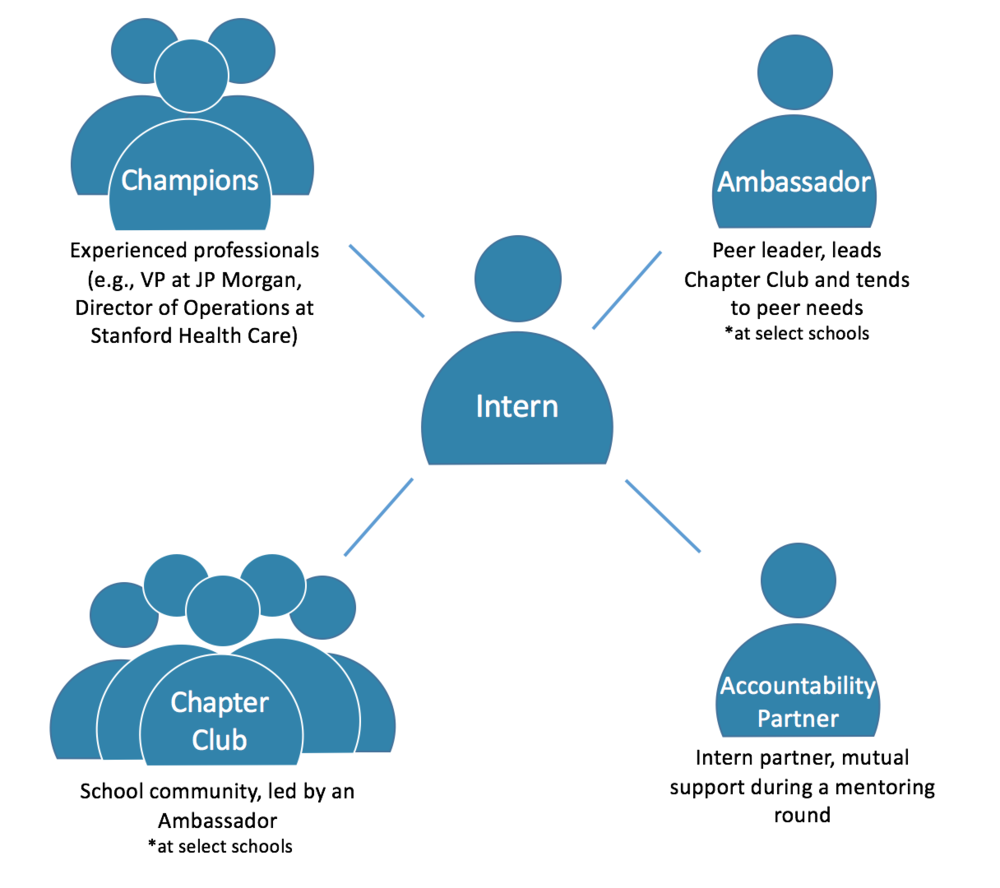 Champions
Experienced professionals
(e.g., VP at JP Morgan,
Director of Operations at
Stanford Health Care)
Ambassador
Peer leader, leads
Chapter Club and tends
to peer needs
*at select schools
Intern
Chapter
Club
School community, led by an
Ambassador
*at select schools
Accountability
Partner
Intern partner, mutual
support during a mentoring
round